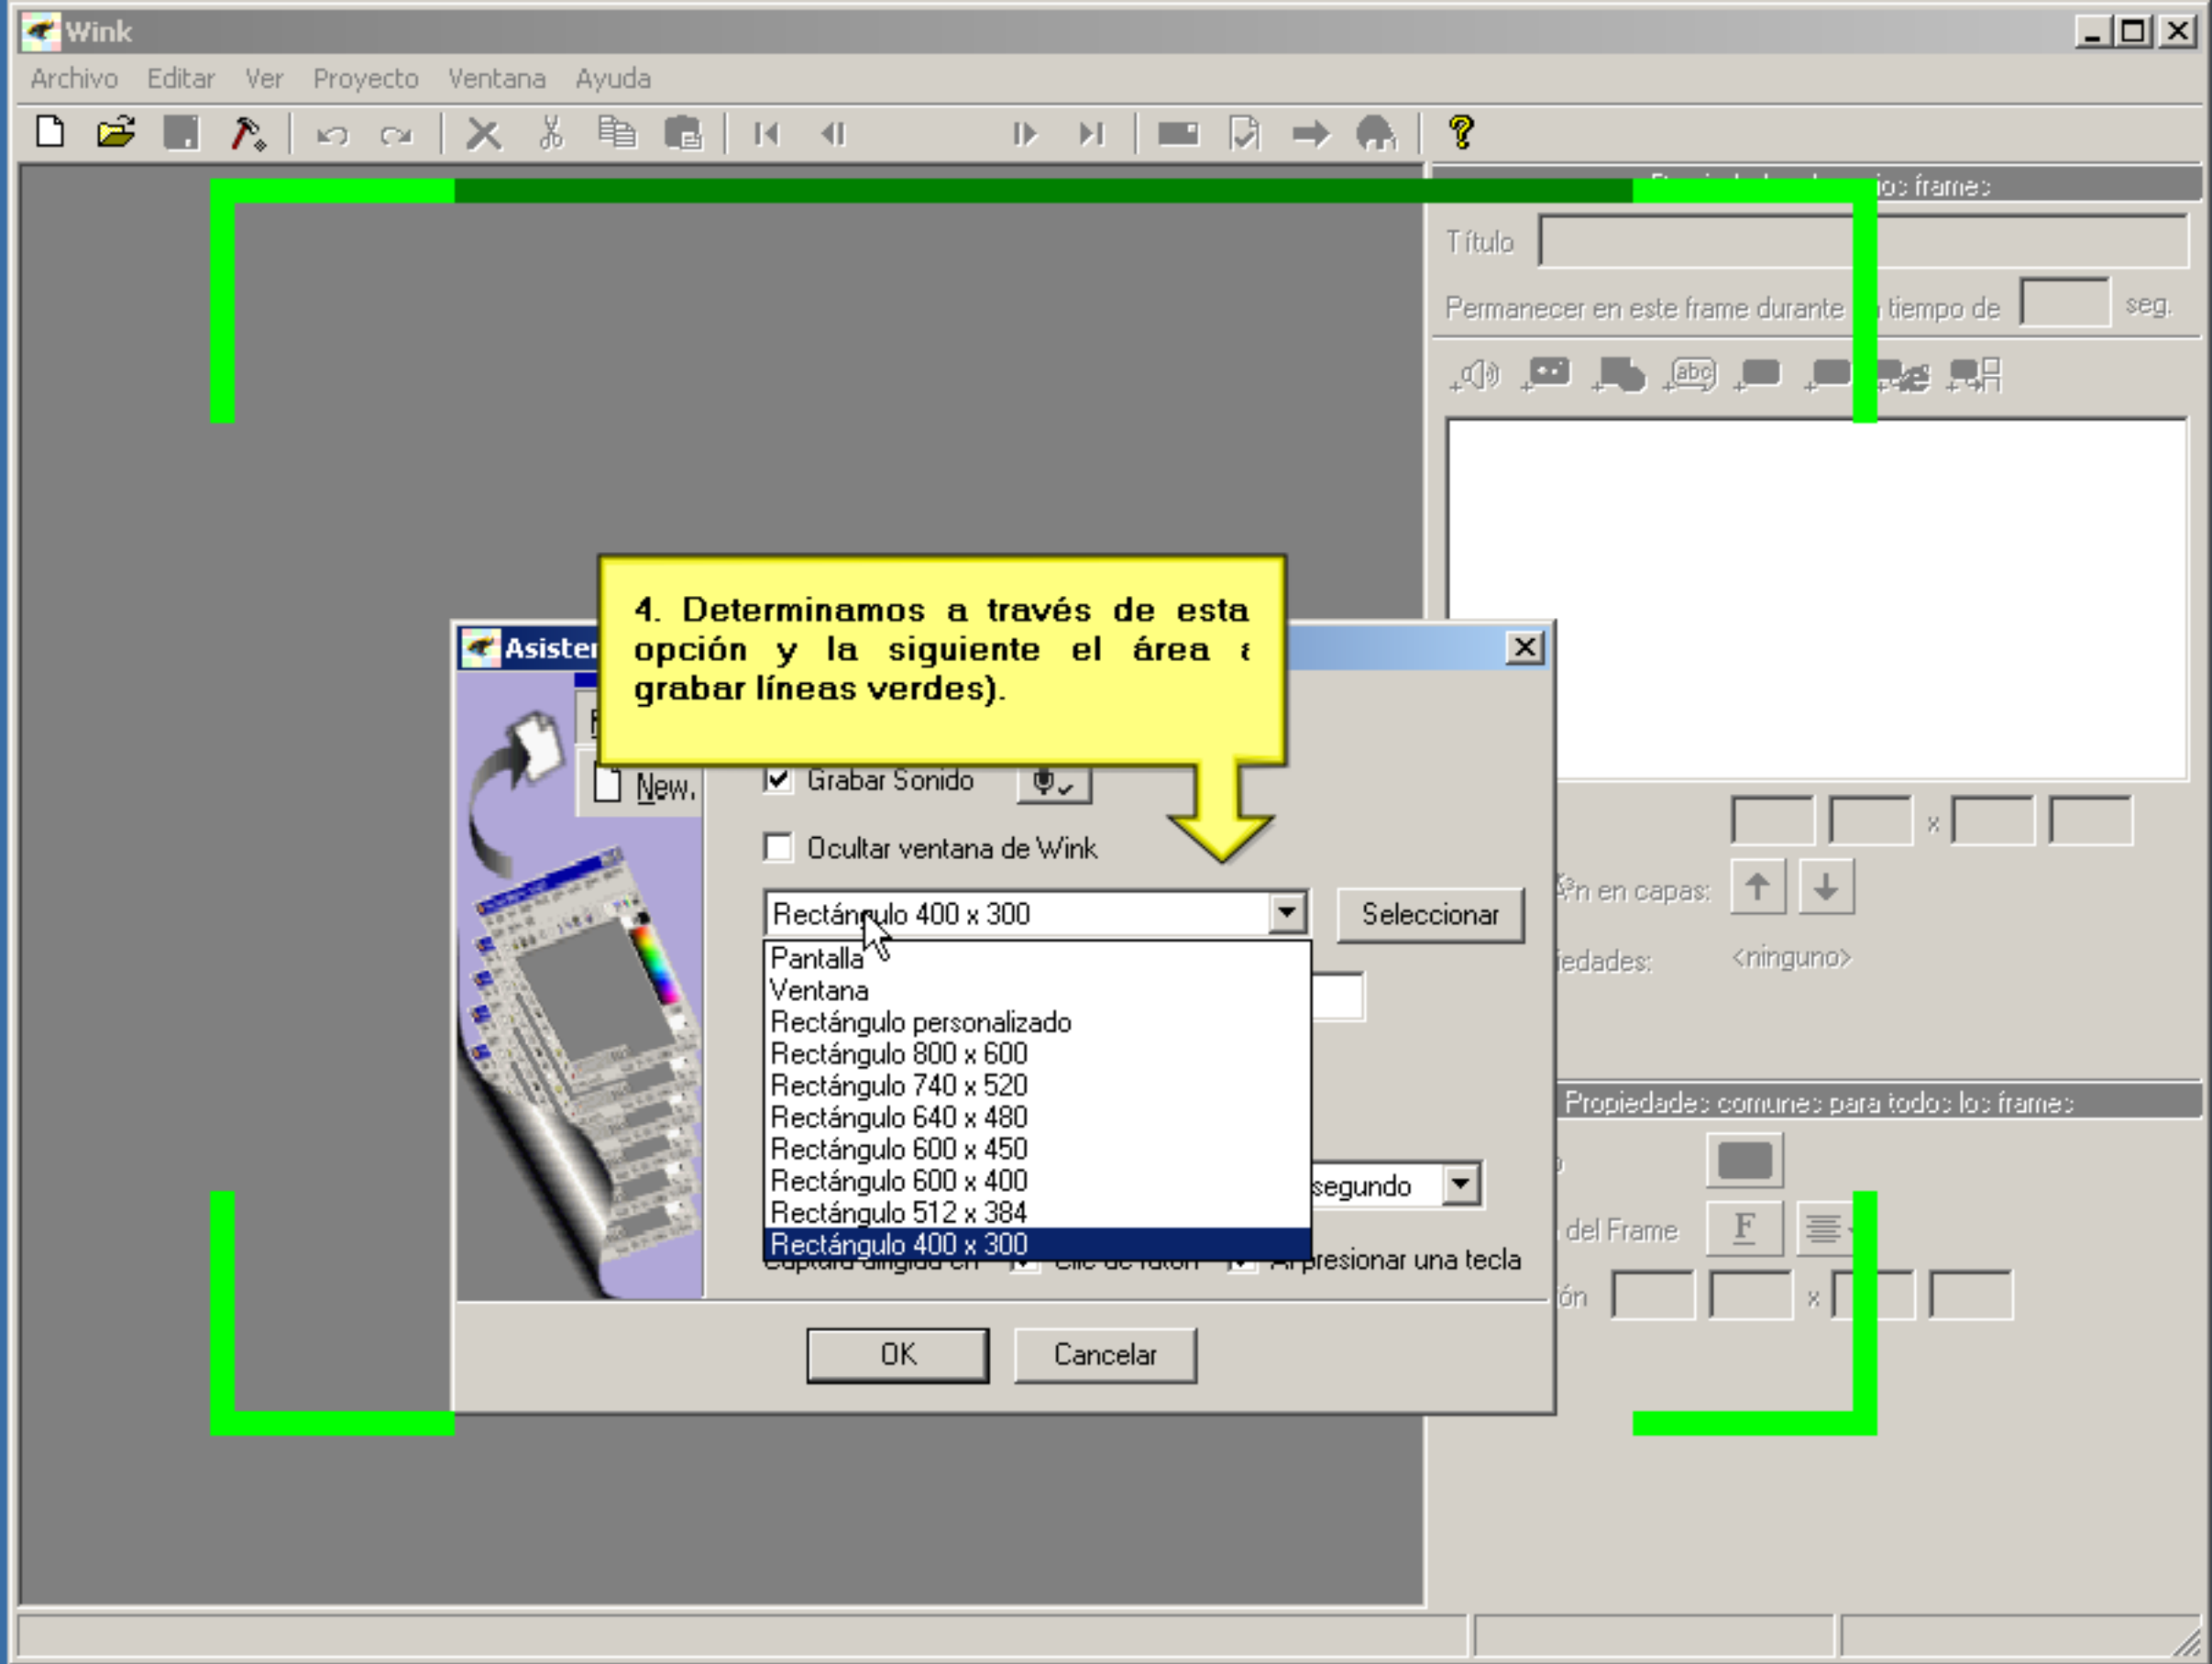 Wink
Archivo Editar Ver Proyecto Ventana Ayuda
Título
Permanecer en este frame durante tiempo de seg.
abc
4. Determinamos a través de esta
opción y la siguiente el área
grabar líneas verdes).
New.
Grabar Sonido
Ocultar ventana de Wink
Rectángulo 400 x 300
Seleccionar
Pantalla
Ventana
Rectángulo personalizado
Rectángulo 800 x 600
Rectángulo 740 x 520
Rectángulo 640 x 480
Rectángulo 600 x 450
Rectángulo 600 x 400
Rectángulo 512 x 384
Rectángulo 400 x 300
segundo
presionar una tecla
OK
Cancelar
x
en capas:
<ninguno>
Propiedades comunes para todos los frames
del Frame
F
x